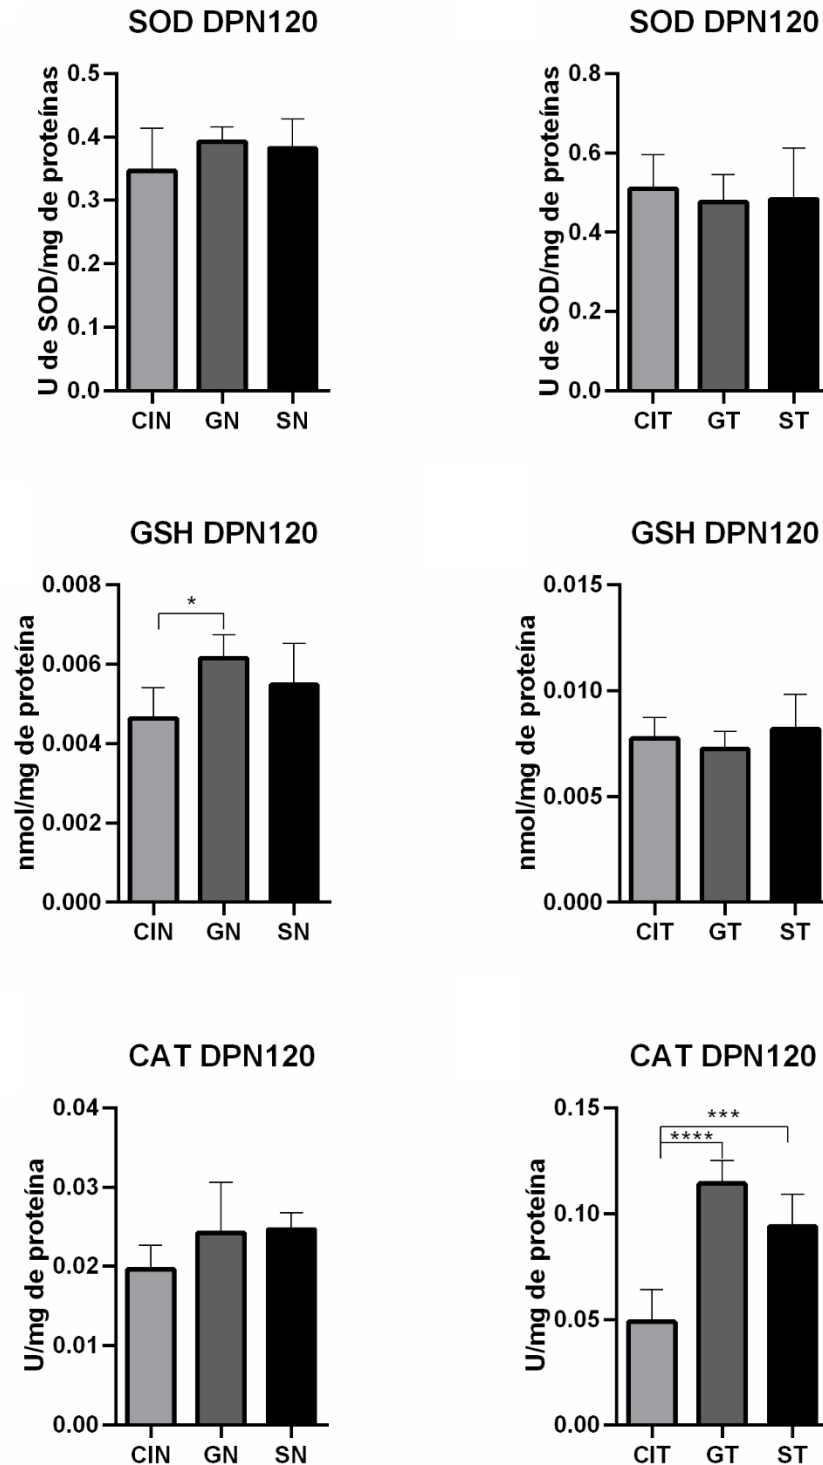 SOD DPN120
U de SOD/mg de proteínas
0.5
0.4
0.3
0.2
0.1
0.0
CIN GN SN
SOD DPN120
U de SOD/mg de proteínas
0.8
0.6
0.4
0.2
0.0
CIT GT ST
GSH DPN120
nmol/mg de proteína
0.008
0.006
0.004
0.002
0.000
*
CIN GN SN
GSH DPN120
nmol/mg de proteína
0.015
0.010
0.005
0.000
CIT GT ST
CAT DPN120
U/mg de proteína
0.04
0.03
0.02
0.01
0.00
CIN GN SN
CAT DPN120
U/mg de proteína
0.15
0.10
0.05
0.00
***
****
CIT GT ST